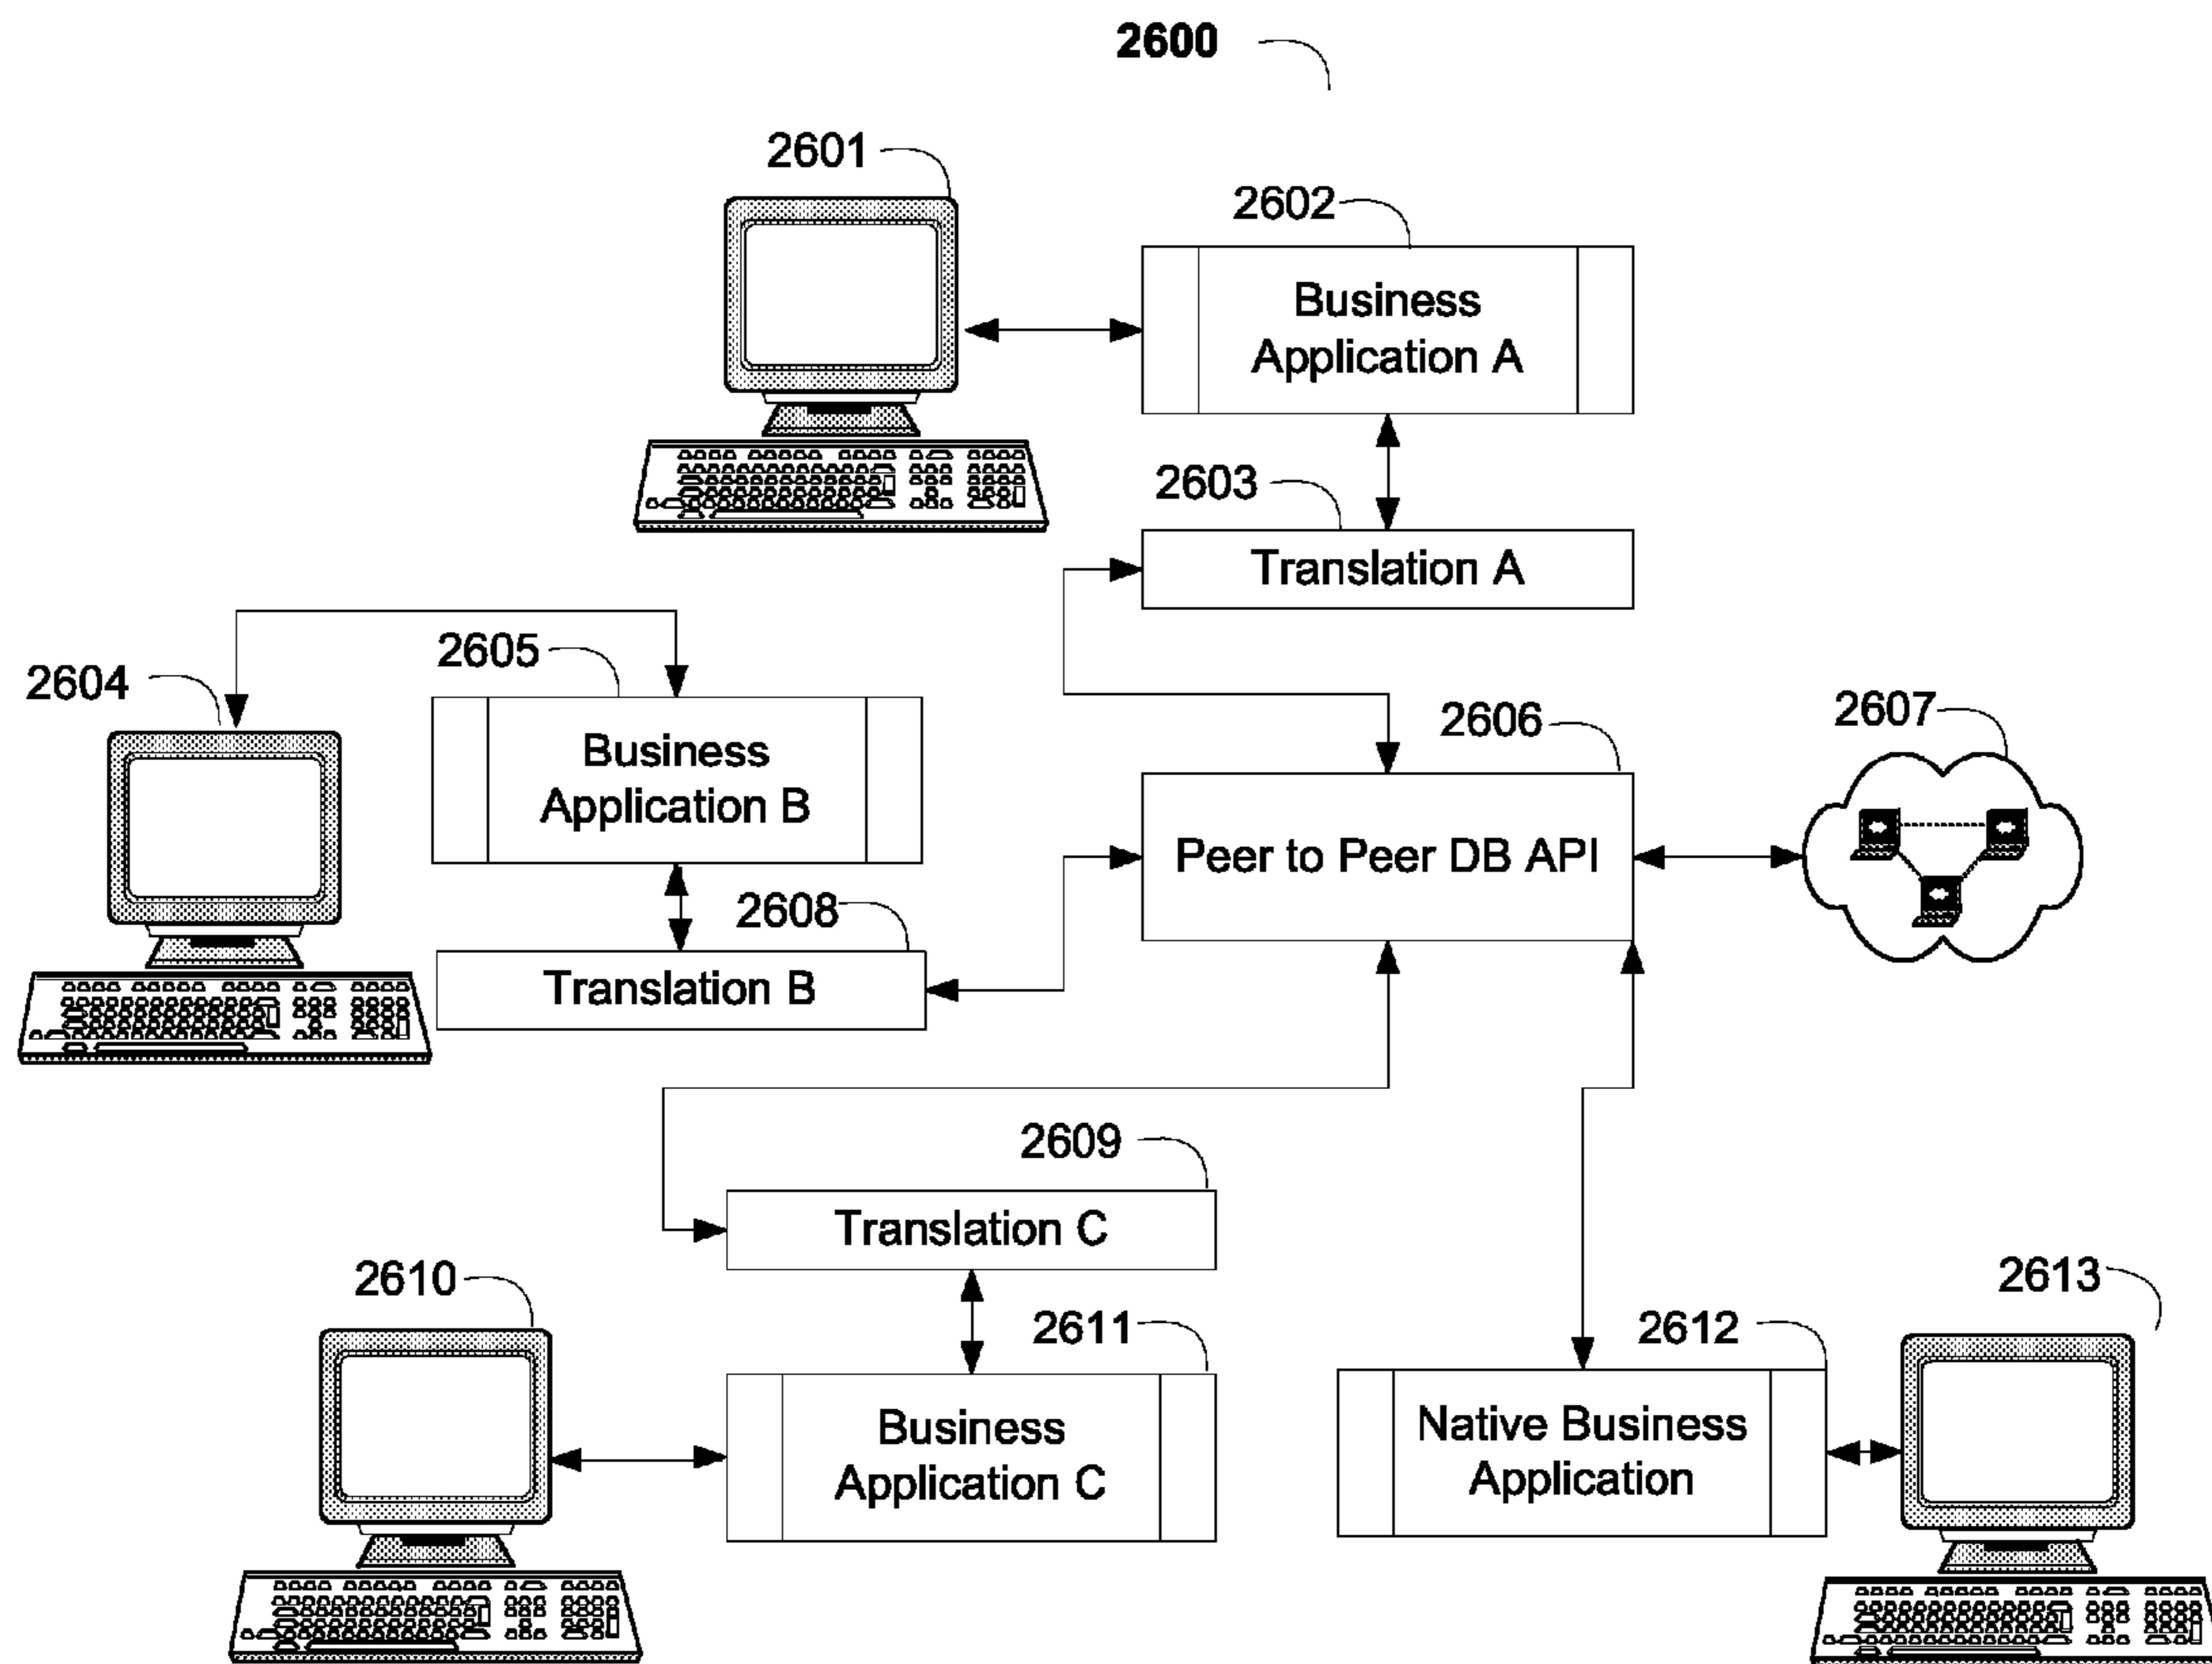 2600
2601
2602
Business
Application A
2603
Translation A
2604
2605
Business
Application B
2606
Peer to Peer DB API
2607
2608
Translation B
2609
Translation C
2610
2611
Business
Application C
2612
Native Business
Application
2613